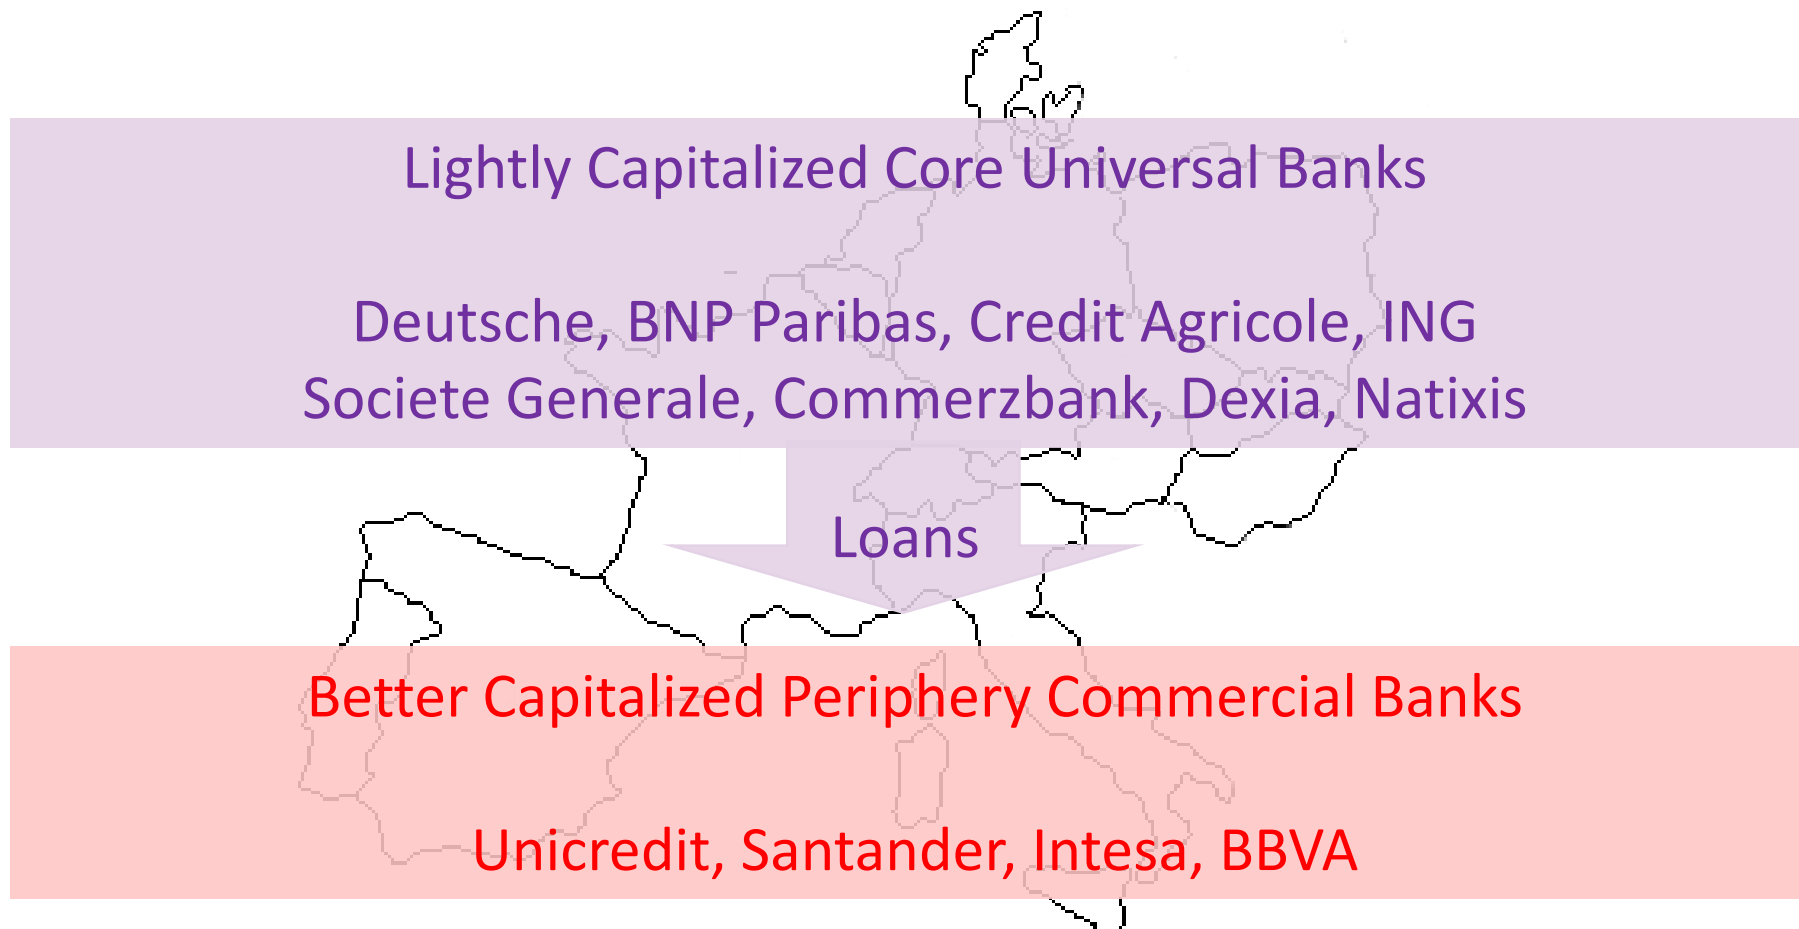 Lightly Capitalized Core Universal Banks
Deutsche, BNP Paribas, Credit Agricole, ING
Societe Generale, Commerzbank, Dexia, Natixis
Loans
Better Capitalized Periphery Commercial Banks
Unicredit, Santander, Intesa, BBVA